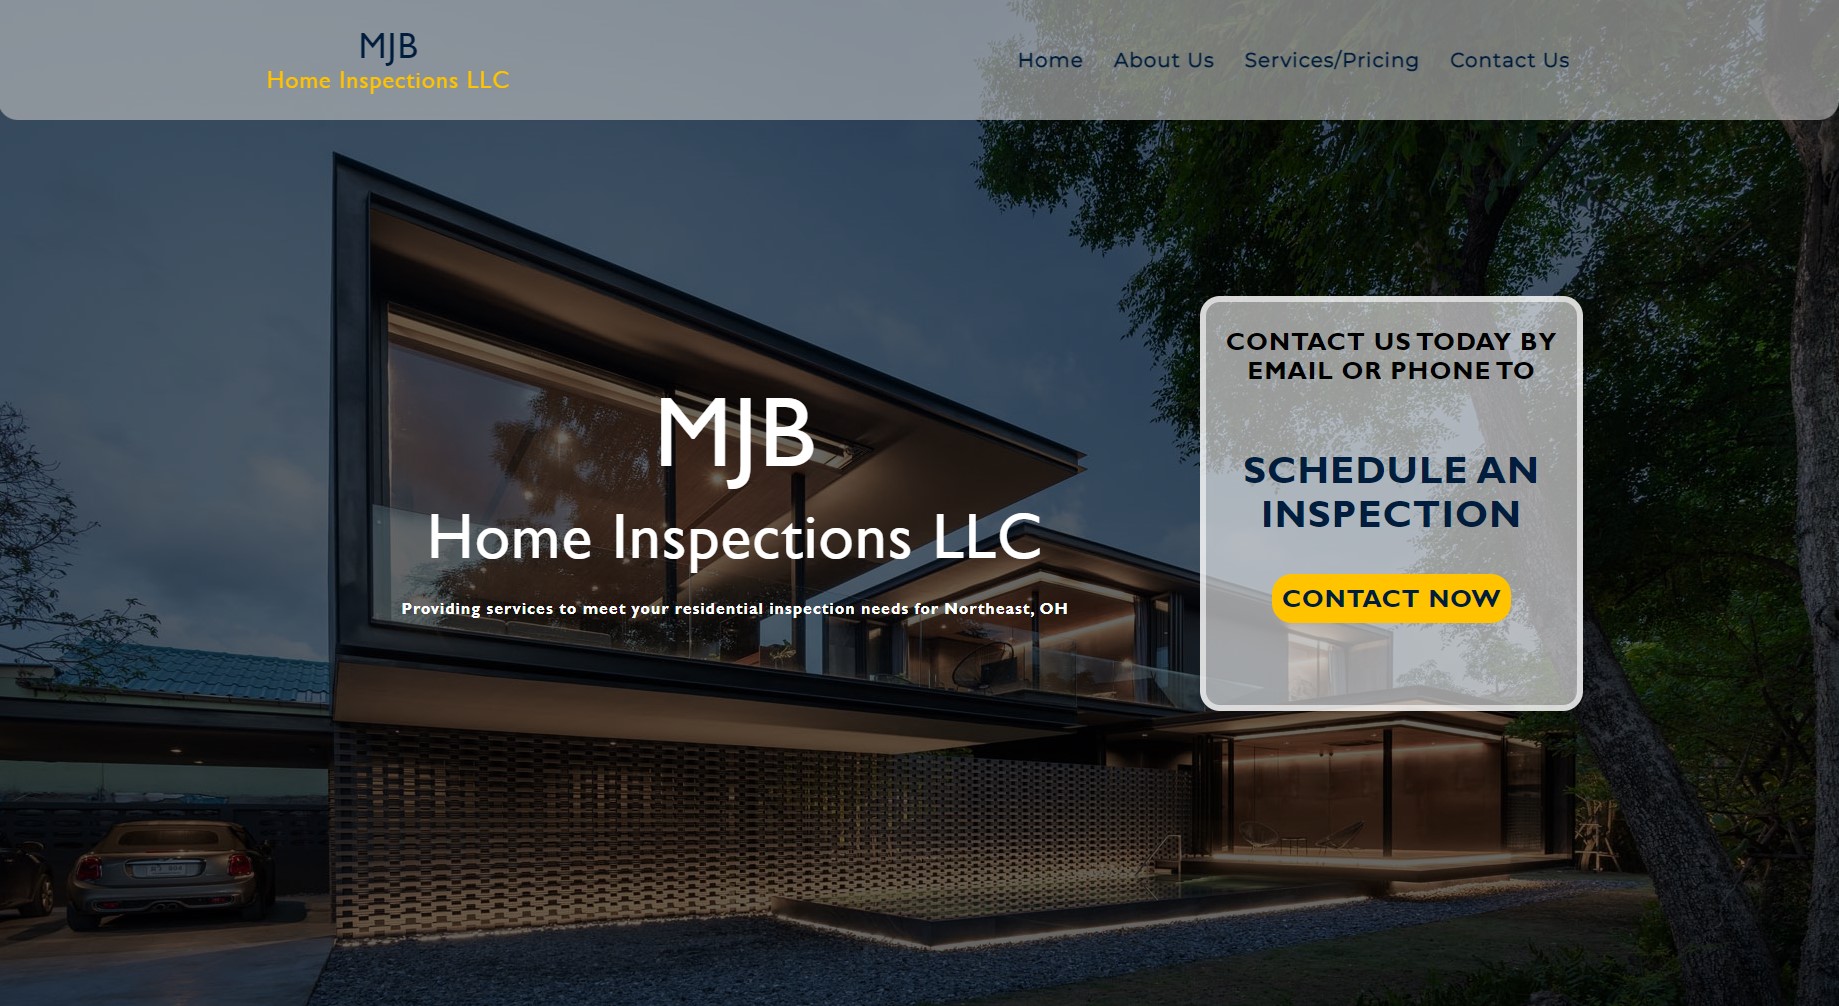 MJB
Home Inspections LLC
Home About Us Services/Pricing Contact Us
MJB
Home Inspections LLC
Providing services to meet your residential inspection needs for Northeast, OH
CONTACT US TODAY BY
EMAIL OR PHONE TO
SCHEDULE AN
INSPECTION
CONTACT NOW